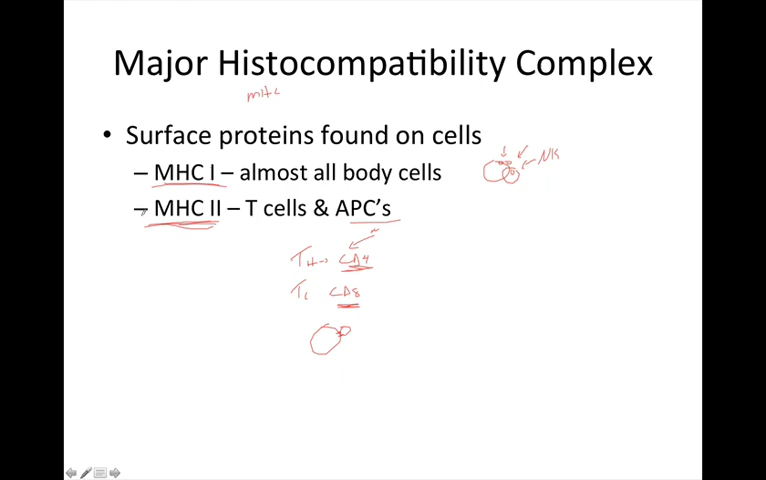 Major Histocompatibility Complex
MHC
• Surface proteins found on cells
– MHC I – almost all body cells
NK
– MHC II – T cells & APC's
TH → CD4
Tc CD8